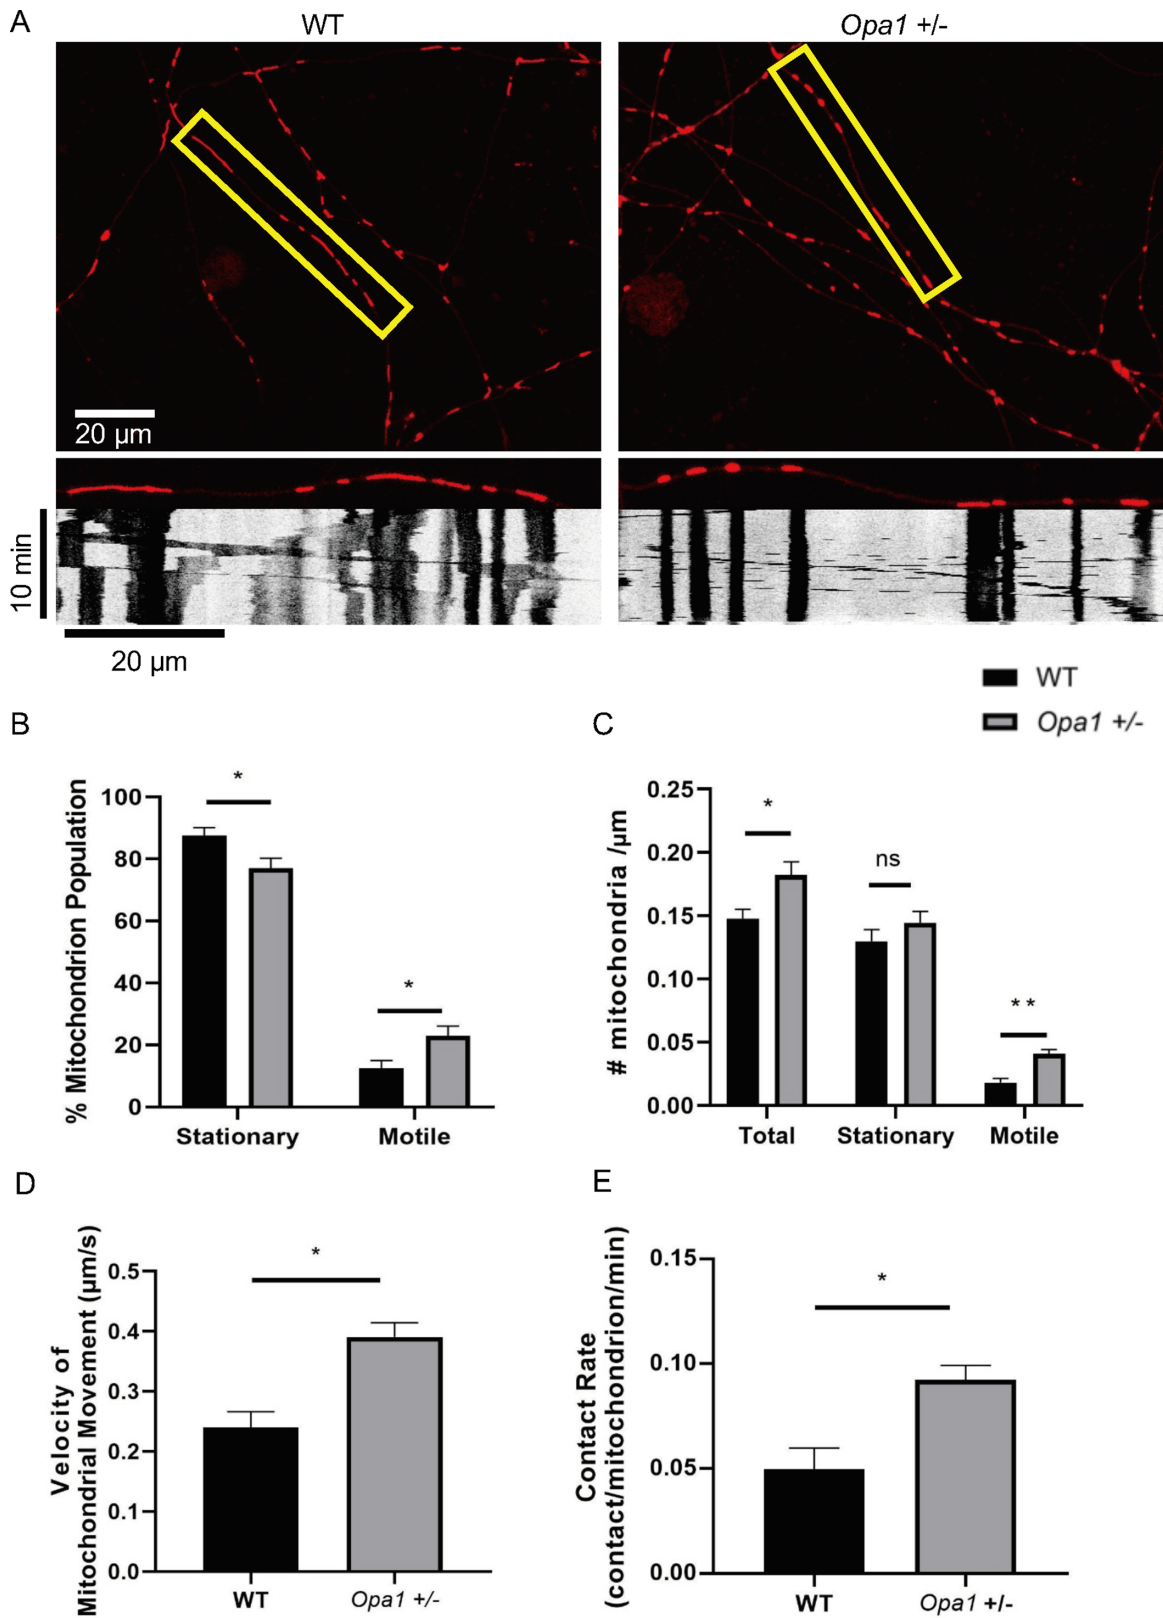 A
WT
Opa1 +/-
20 µm
10 min
20 µm
WT
Opa1 +/-
B
% Mitochondrion Population
100
80
60
40
20
0
*
*
Stationary
Motile
C
# mitochondria /µm
0.25
0.20
0.15
0.10
0.05
0.00
*
ns
**
Total
Stationary
Motile
D
Velocity of
Mitochondrial Movement (µm/s)
0.5
0.4
0.3
0.2
0.1
0.0
*
WT
Opa1 +/-
E
Contact Rate
(contact/mitochondrion/min)
0.15
0.10
0.05
0.00
*
WT
Opa1 +/-